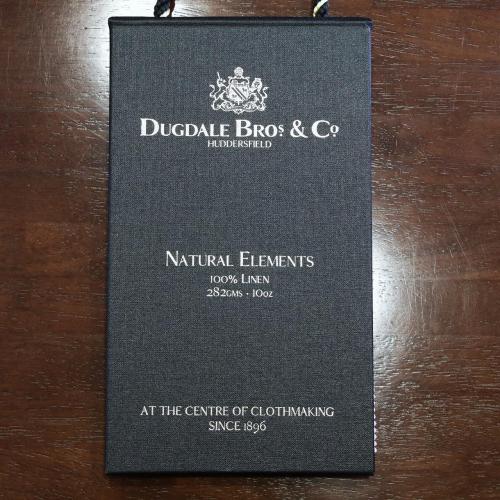 DUGDALE BROS & CO
HUDDERSFIELD
NATURAL ELEMENTS
100% LINEN
282GMS · 10OZ
AT THE CENTRE OF CLOTHMAKING
SINCE 1896